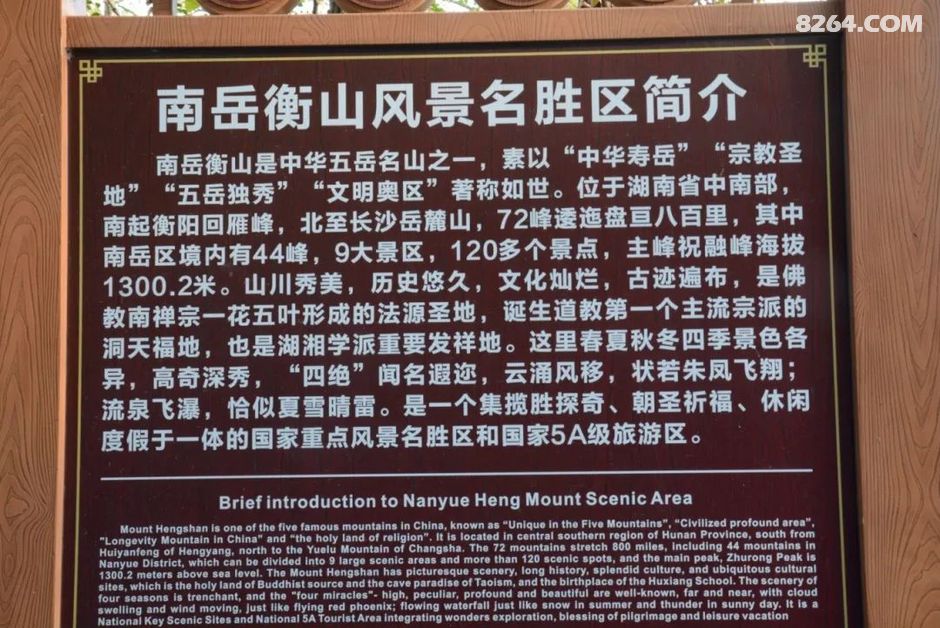 8264.COM
南岳衡山风景名胜区简介
南岳衡山是中华五岳名山之一，素以“中华寿岳”“宗教圣
地”“五岳独秀”“文明奥区”著称如世。位于湖南省中南部，
南起衡阳回雁峰，北至长沙岳麓山，72峰逶迤盘亘八百里，其中
南岳区境内有44峰，9大景区，120多个景点，主峰祝融峰海拔
1300.2米。山川秀美，历史悠久，文化灿烂，古迹遍布，是佛
教南禅宗一花五叶形成的法源圣地，诞生道教第一个主流宗派的
洞天福地，也是湖湘学派重要发祥地。这里春夏秋冬四季景色各
异，高奇深秀，“四绝”闻名遐迩，云涌风移，状若朱凤飞翔；
流泉飞瀑，恰似夏雪晴雷。是一个集揽胜探奇、朝圣祈福、休闲
度假于一体的国家重点风景名胜区和国家5A级旅游区。
Brief introduction to Nanyue Heng Mount Scenic Area
Mount Hengshan is one of the five famous mountains in China, known as "Unique in the Five Mountains", "Civilized profound area",
"Longevity Mountain in China" and "the holy land of religion". It is located in central southern region of Hunan Province, south from
Huiyanfeng of Hengyang, north to the Yuelu Mountain of Changsha. The 72 mountains stretch 800 miles, including 44 mountains in
Nanyue District, which can be divided into 9 large scenic areas and more than 120 scenic spots, and the main peak, Zhurong Peak is
1300.2 meters above sea level. The Mount Hengshan has picturesque scenery, long history, splendid culture, and ubiquitous cultural
sites, which is the holy land of Buddhist source and the cave paradise of Taoism, and the birthplace of the Huxiang School. The scenery of
four seasons is trenchant, and the "four miracles"- high, peculiar, profound and beautiful are well-known, far and near, with cloud
swelling and wind moving, just like flying red phoenix; flowing waterfall just like snow in summer and thunder in sunny day. It is a
National Key Scenic Sites and National 5A Tourist Area integrating wonders exploration, blessing of pilgrimage and leisure vacation